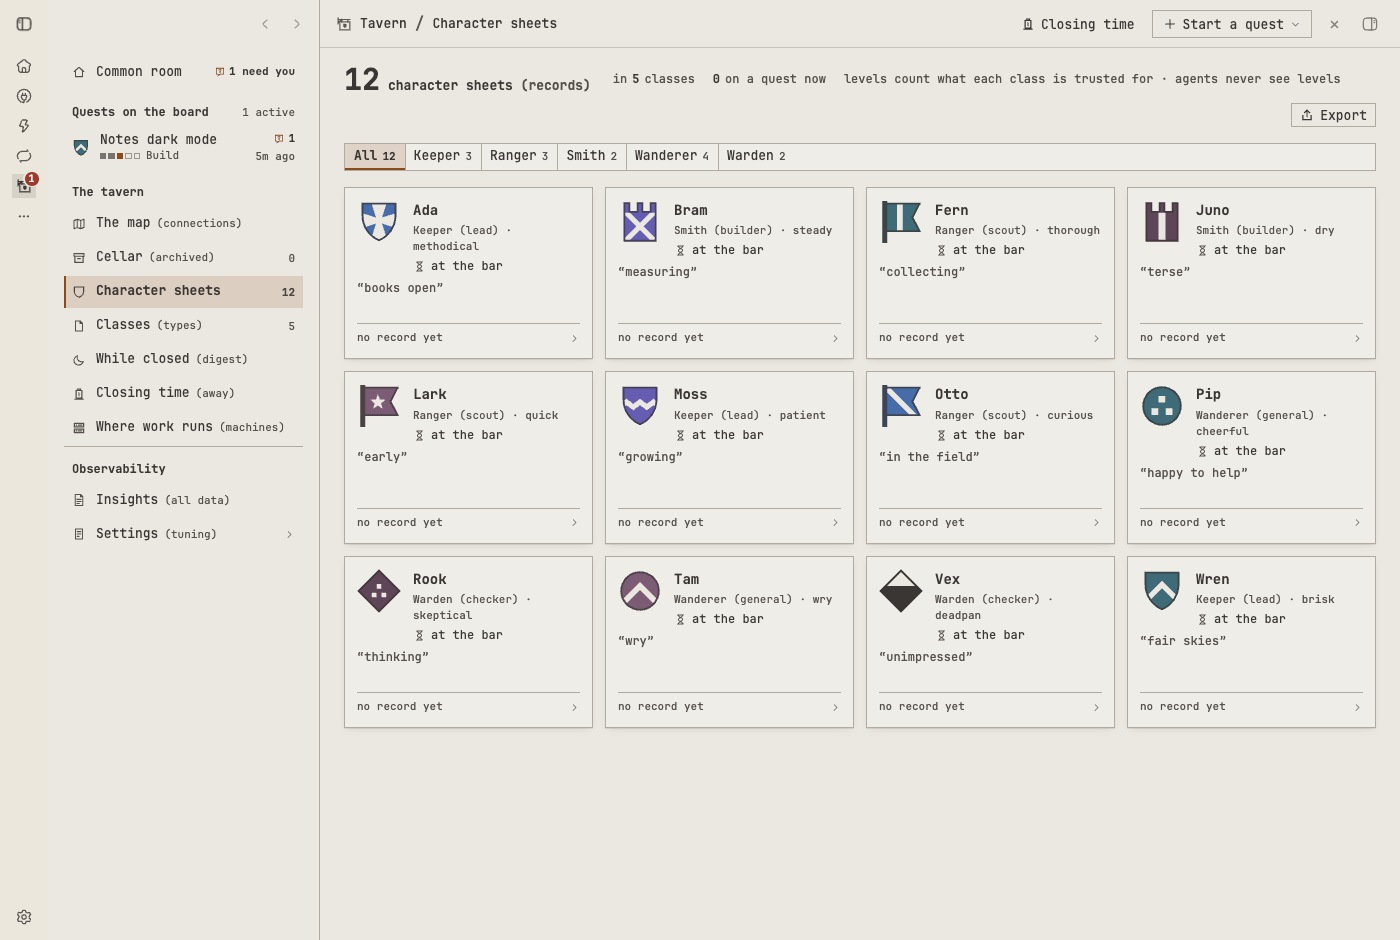 Tavern / Character sheets
Closing time
Start a quest
Common room
1 need you
Quests on the board
1 active
Notes dark mode
1
Build
5m ago
The tavern
1
The map (connections)
Cellar (archived)
0
Character sheets
12
Classes (types)
5
While closed (digest)
Closing time (away)
Where work runs (machines)
Observability
Insights (all data)
Settings (tuning)
12 character sheets (records)
in 5 classes
0 on a quest now
levels count what each class is trusted for · agents never see levels
Export
All 12
Keeper 3
Ranger 3
Smith 2
Wanderer 4
Warden 2
Ada
Keeper (lead) ·
methodical
at the bar
“books open”
no record yet
Bram
Smith (builder) · steady
at the bar
“measuring”
no record yet
Fern
Ranger (scout) · thorough
at the bar
“collecting”
no record yet
Juno
Smith (builder) · dry
at the bar
“terse”
no record yet
Lark
Ranger (scout) · quick
at the bar
“early”
no record yet
Moss
Keeper (lead) · patient
at the bar
“growing”
no record yet
Otto
Ranger (scout) · curious
at the bar
“in the field”
no record yet
Pip
Wanderer (general) ·
cheerful
at the bar
“happy to help”
no record yet
Rook
Warden (checker) ·
skeptical
at the bar
“thinking”
no record yet
Tam
Wanderer (general) · wry
at the bar
“wry”
no record yet
Vex
Warden (checker) ·
deadpan
at the bar
“unimpressed”
no record yet
Wren
Keeper (lead) · brisk
at the bar
“fair skies”
no record yet